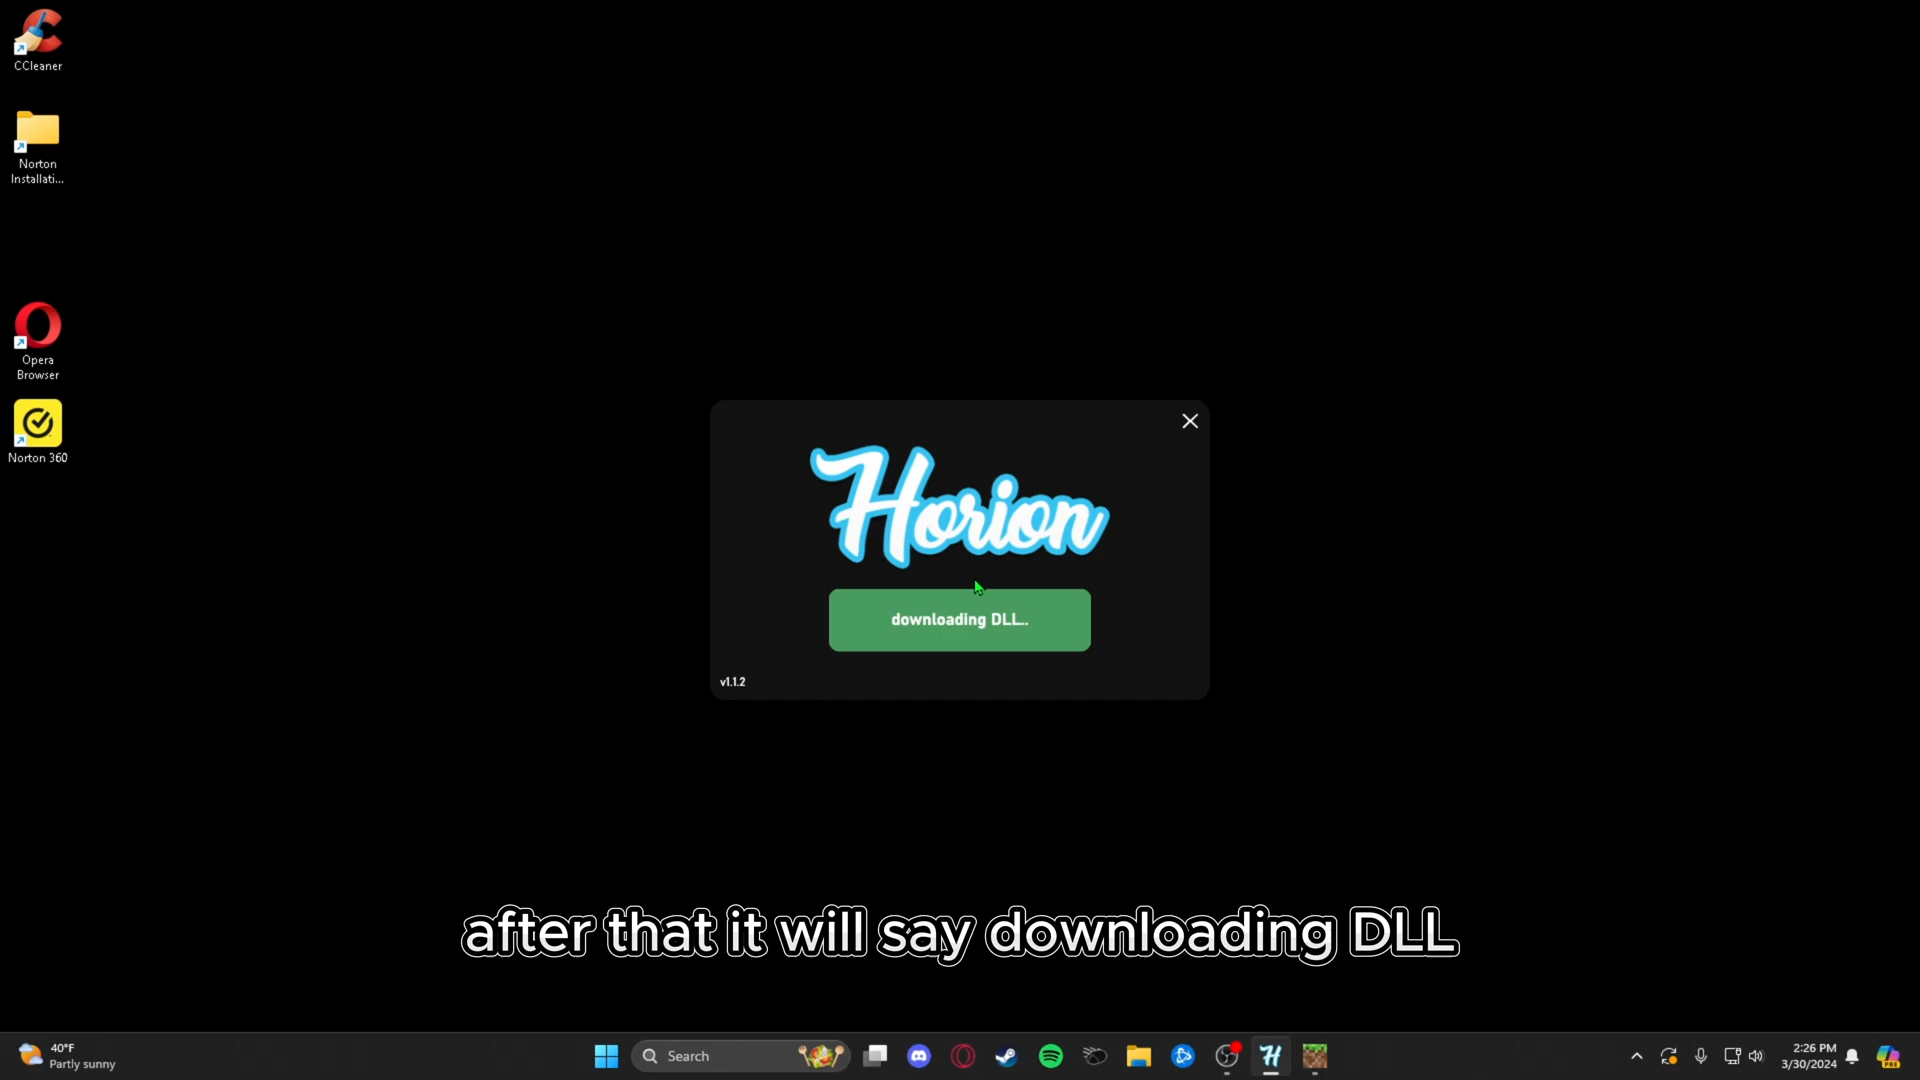 CCleaner
Norton
Installati...
Opera
Browser
Norton 360
Horion
downloading DLL..
v1.1.2
after that it will say downloading DLL
40°F
Partly sunny
Search
2:26 PM
3/30/2024
PRE